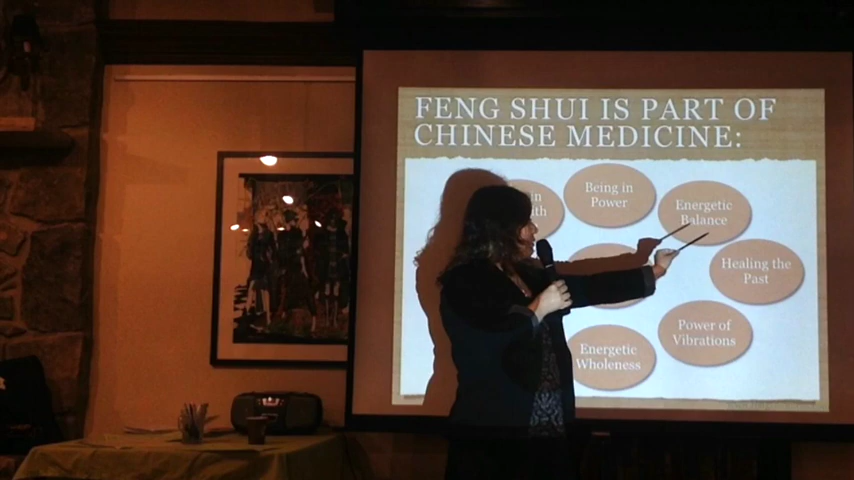 FENG SHUI IS PART OF
CHINESE MEDICINE:
Being in
Power
Energetic
Balance
Healing the
Past
Power of
Vibrations
Energetic
Wholeness